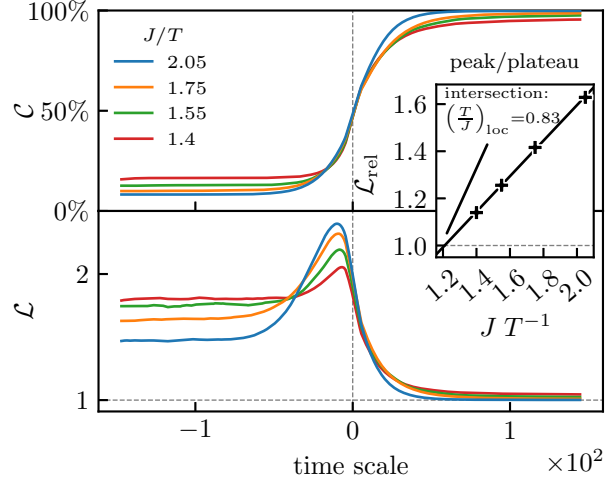 100%
50%
0%
C
J/T
2.05
1.75
1.55
1.4
peak/plateau
intersection:
(T/J)loc=0.83
ℒrel
1.6
1.4
1.2
1.0
1.2
1.4
1.6
1.8
2.0
J T⁻¹
ℒ
2
1
−1
0
1
×10²
time scale